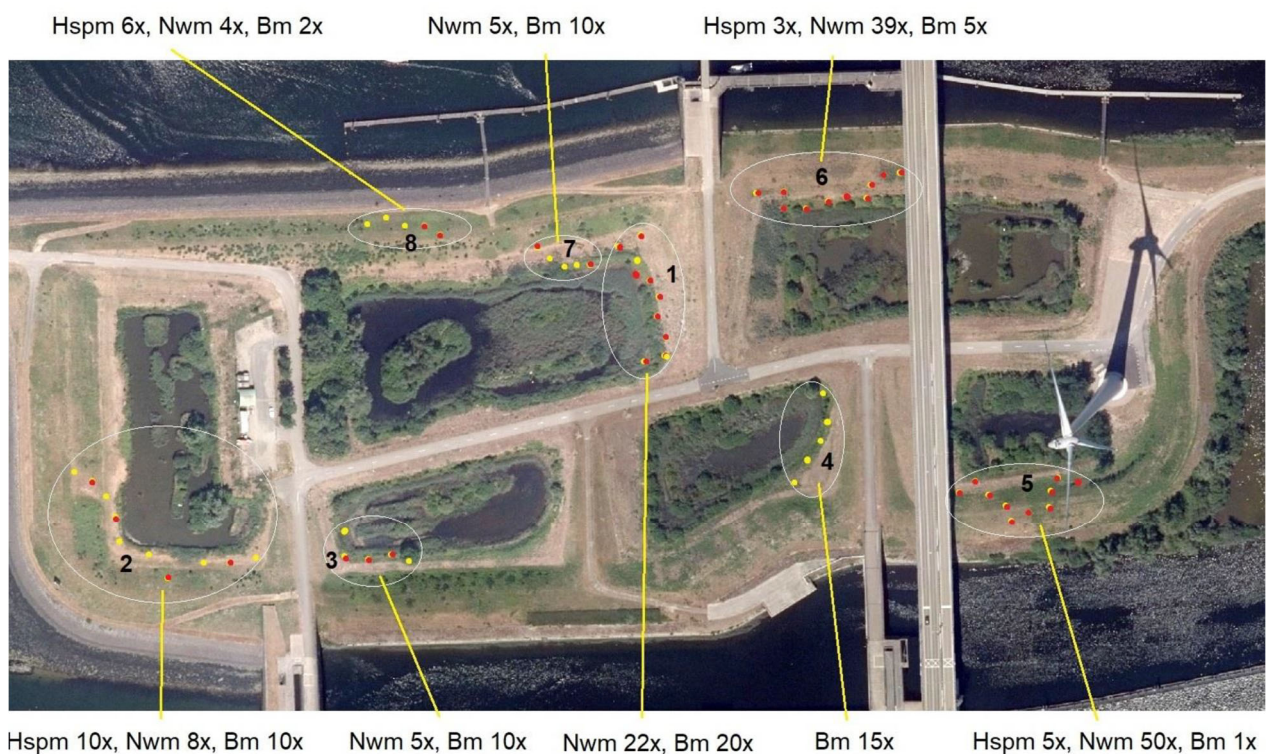 Hspm 6x, Nwm 4x, Bm 2x
Nwm 5x, Bm 10x
Hspm 3x, Nwm 39x, Bm 5x
6
8
7
1
4
5
2
3
Hspm 10x, Nwm 8x, Bm 10x
Nwm 5x, Bm 10x
Nwm 22x, Bm 20x
Bm 15x
Hspm 5x, Nwm 50x, Bm 1x